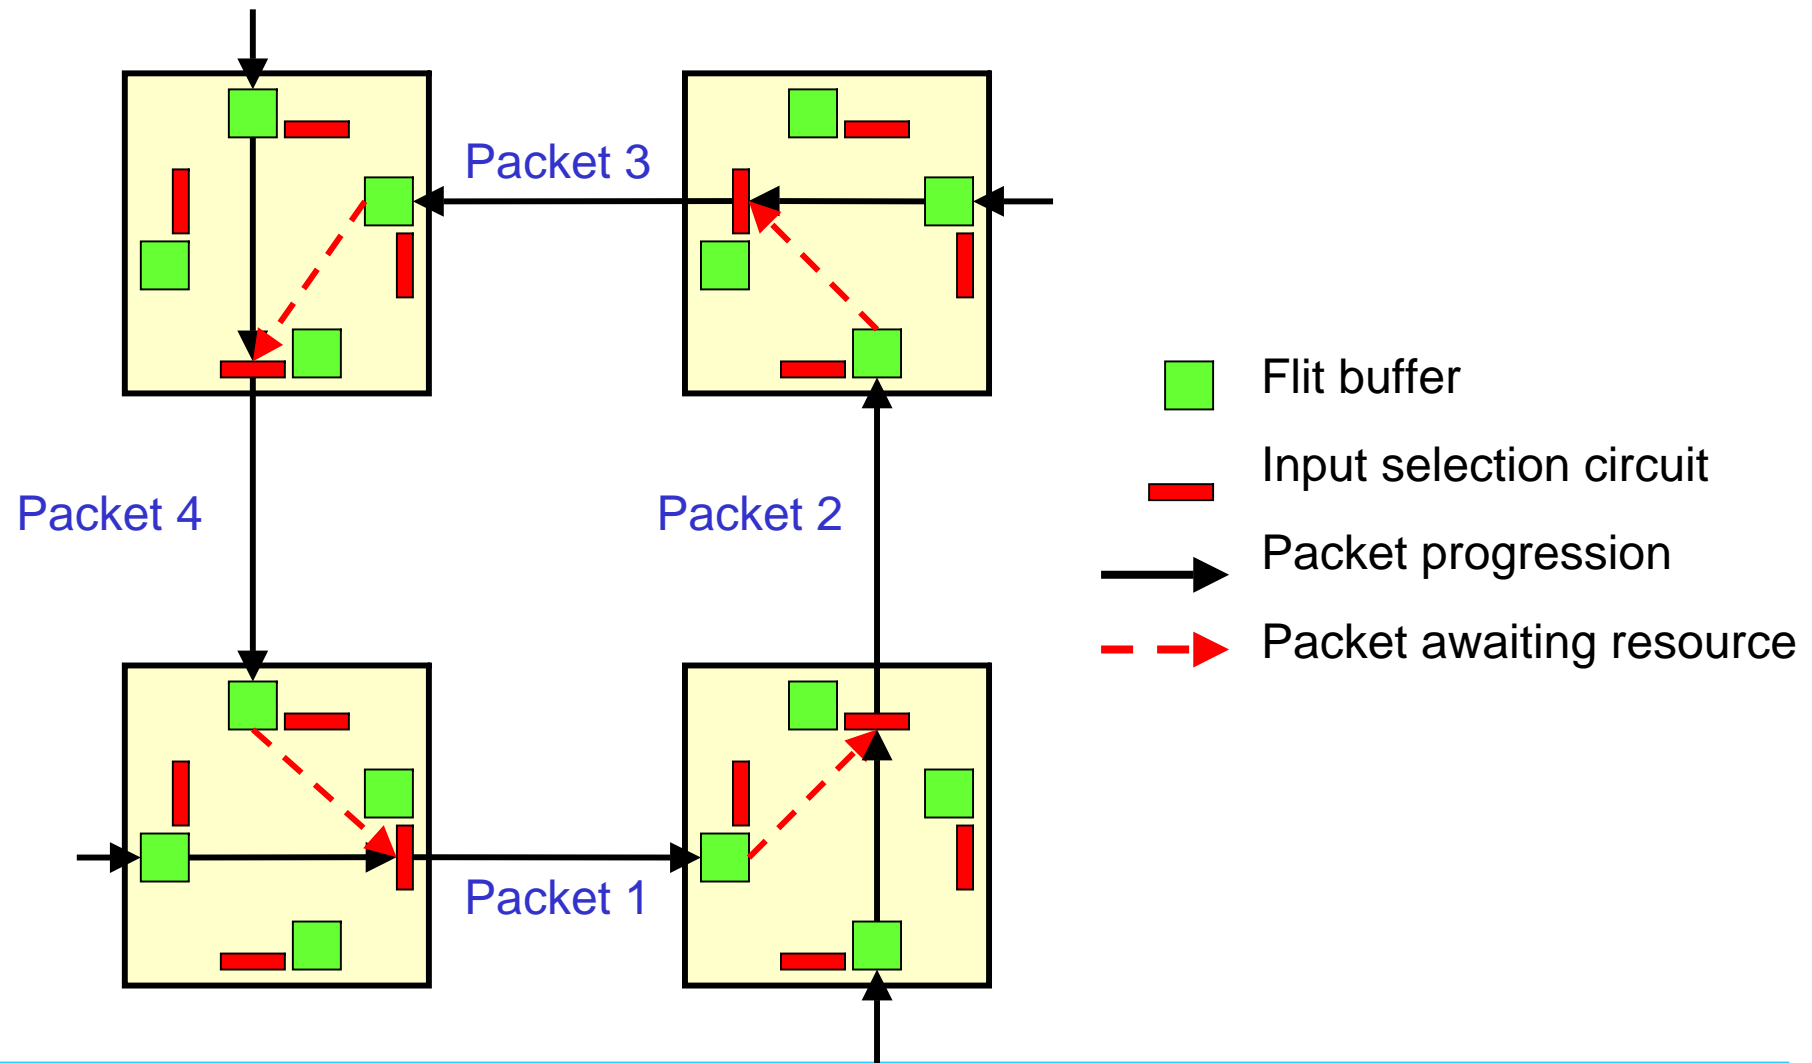 Packet 3
Flit buffer
Input selection circuit
Packet 4
Packet 2
Packet progression
Packet awaiting resource
Packet 1